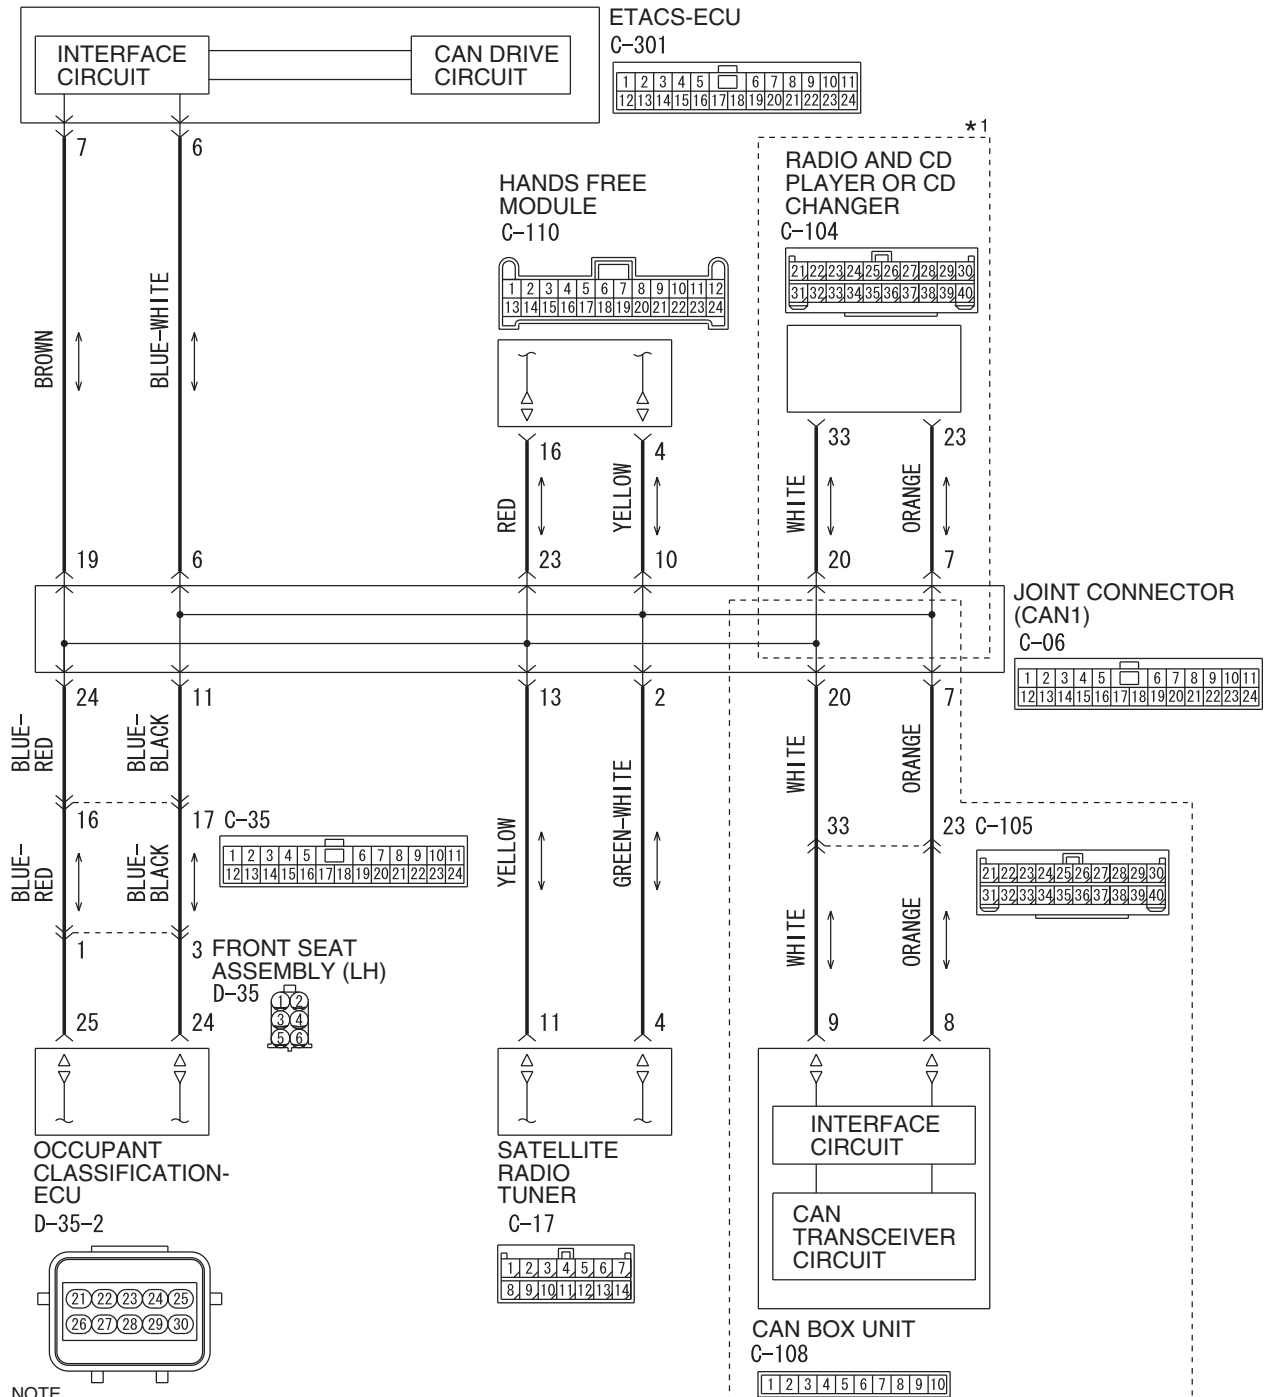 ETACS-ECU
C-301
INTERFACE
CIRCUIT
CAN DRIVE
CIRCUIT
1 2 3 4 5 6 7 8 9 10 11
12 13 14 15 16 17 18 19 20 21 22 23 24
7
6
*1
HANDS FREE
MODULE
C-110
1 2 3 4 5 6 7 8 9 10 11 12
13 14 15 16 17 18 19 20 21 22 23 24
RADIO AND CD
PLAYER OR CD
CHANGER
C-104
21 22 23 24 25 26 27 28 29 30
31 32 33 34 35 36 37 38 39 40
BROWN
BLUE-WHITE
16
4
33
23
RED
YELLOW
WHITE
ORANGE
19
6
23
10
20
7
JOINT CONNECTOR
(CAN1)
C-06
1 2 3 4 5 6 7 8 9 10 11
12 13 14 15 16 17 18 19 20 21 22 23 24
24
11
13
2
20
7
BLUE-
RED
BLUE-
BLACK
WHITE
ORANGE
16
17 C-35
1 2 3 4 5 6 7 8 9 10 11
12 13 14 15 16 17 18 19 20 21 22 23 24
BLUE-
RED
BLUE-
BLACK
YELLOW
GREEN-WHITE
33
23 C-105
21 22 23 24 25 26 27 28 29 30
31 32 33 34 35 36 37 38 39 40
WHITE
ORANGE
1
3
FRONT SEAT
ASSEMBLY (LH)
D-35
1 2
3 4
5 6
25
24
11
4
9
8
OCCUPANT
CLASSIFICATION-
ECU
D-35-2
21 22 23 24 25
26 27 28 29 30
SATELLITE
RADIO
TUNER
C-17
1 2 3 4 5 6 7
8 9 10 11 12 13 14
INTERFACE
CIRCUIT
CAN
TRANSCEIVER
CIRCUIT
CAN BOX UNIT
C-108
1 2 3 4 5 6 7 8 9 10
NOTE